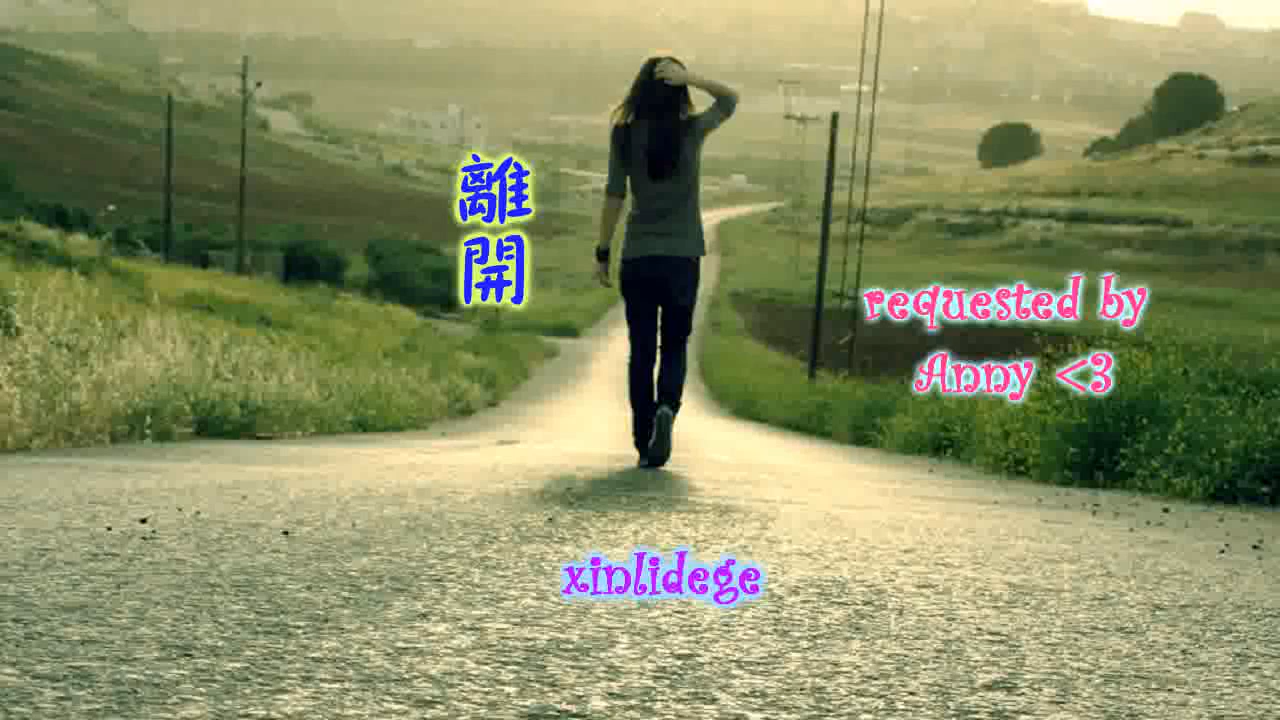 離開
requested by
Anny <3
xinlidege